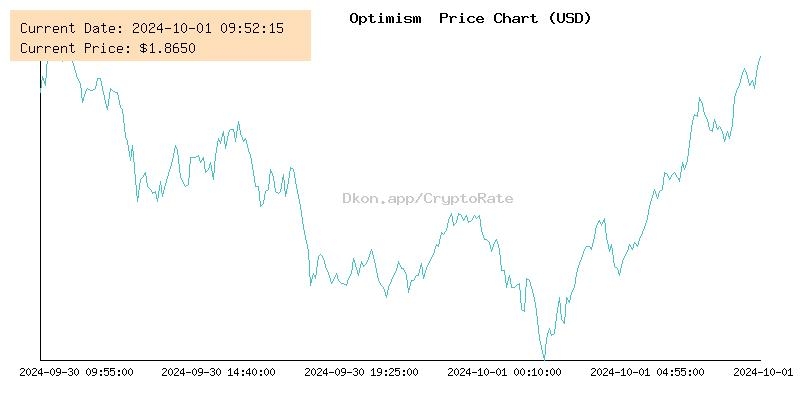 Optimism  Price Chart (USD)
Current Date: 2024-10-01 09:52:15
Current Price: $1.8650
Dkon.app/CryptoRate
2024-09-30 09:55:00 2024-09-30 14:40:00 2024-09-30 19:25:00 2024-10-01 00:10:00 2024-10-01 04:55:00 2024-10-01